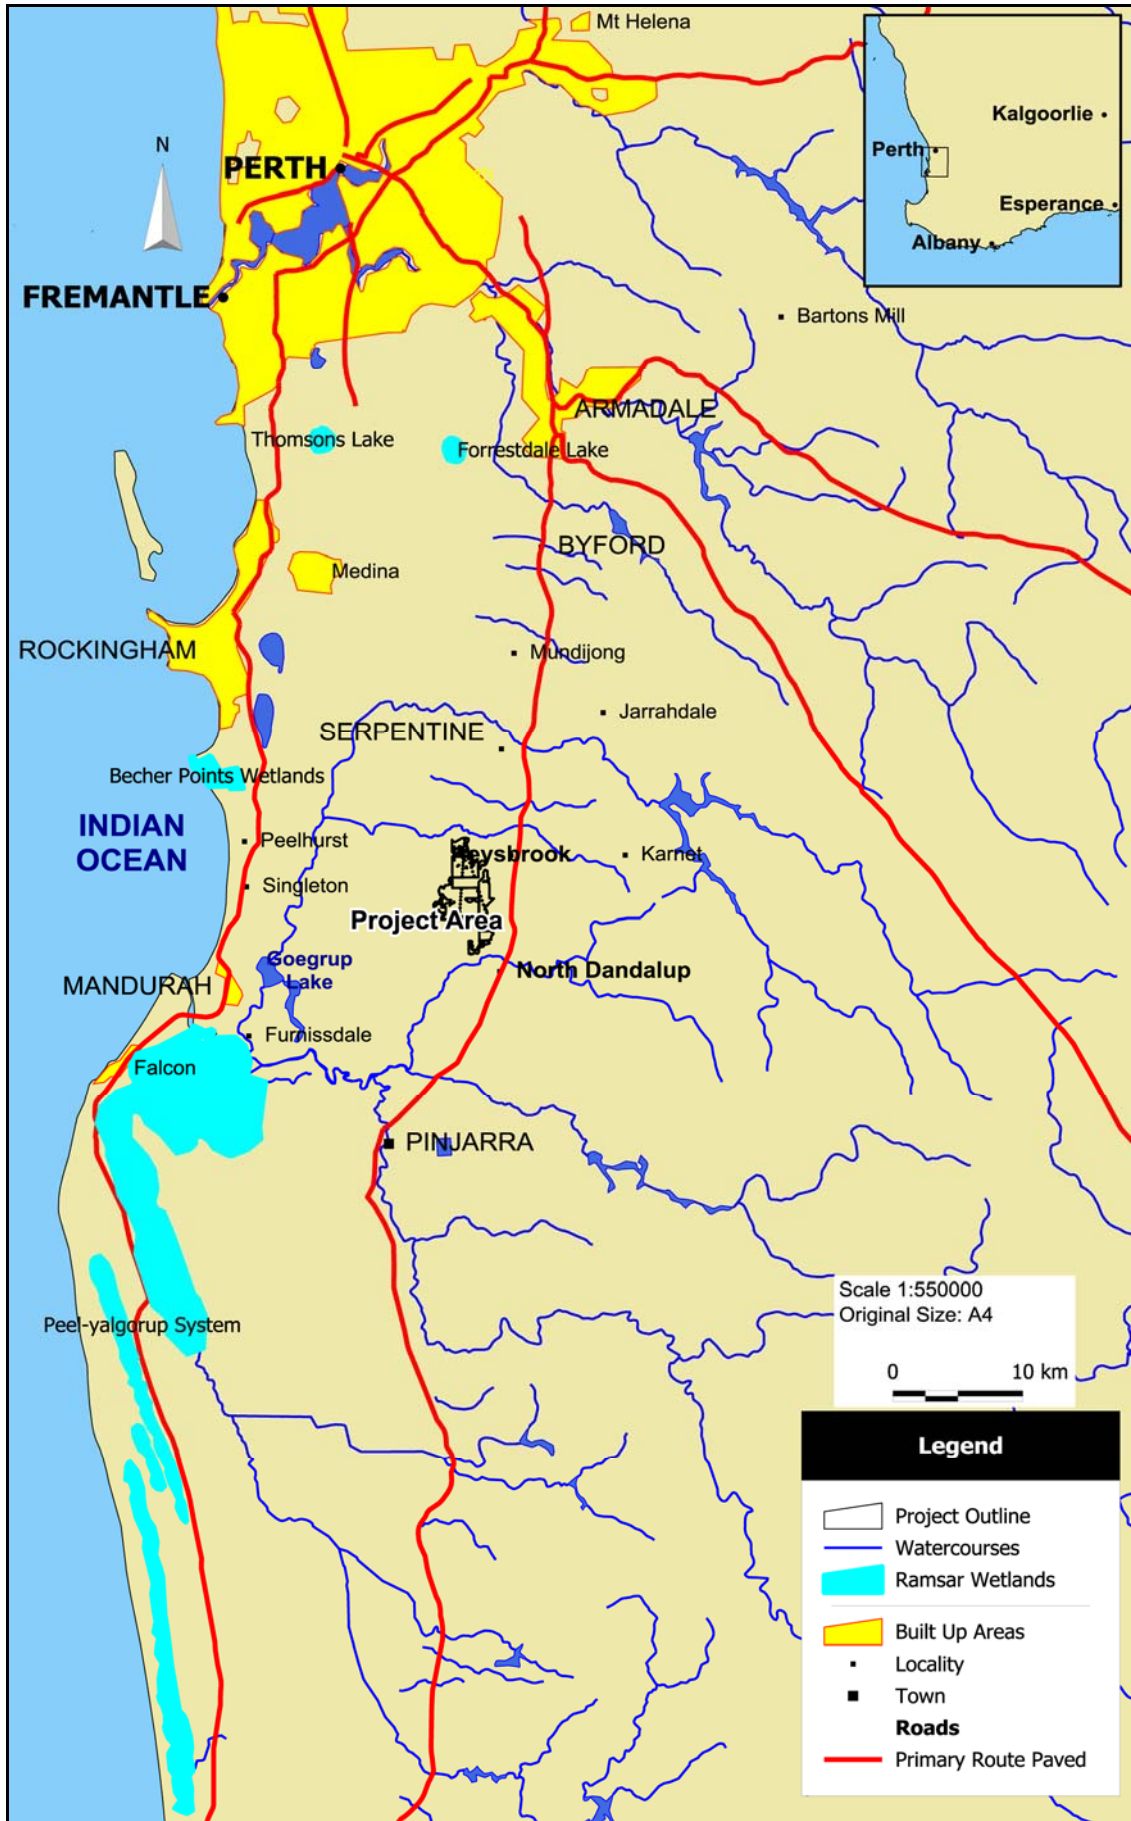 Mt Helena
N
PERTH
FREMANTLE
Kalgoorlie
Perth
Esperance
Albany
Bartons Mill
ARMADALE
Thomsons Lake
Forrestdale Lake
BYFORD
Medina
ROCKINGHAM
Mundijong
Jarrahdale
SERPENTINE
Becher Points Wetlands
INDIAN
OCEAN
Peelhurst
eysbrook
Karnet
Singleton
Project Area
Goegrup
Lake
North Dandalup
MANDURAH
Furnissdale
Falcon
PINJARRA
Peel-yalgorup System
Scale 1:550000
Original Size: A4
0 10 km
Legend
Project Outline
Watercourses
Ramsar Wetlands
Built Up Areas
Locality
Town
Roads
Primary Route Paved